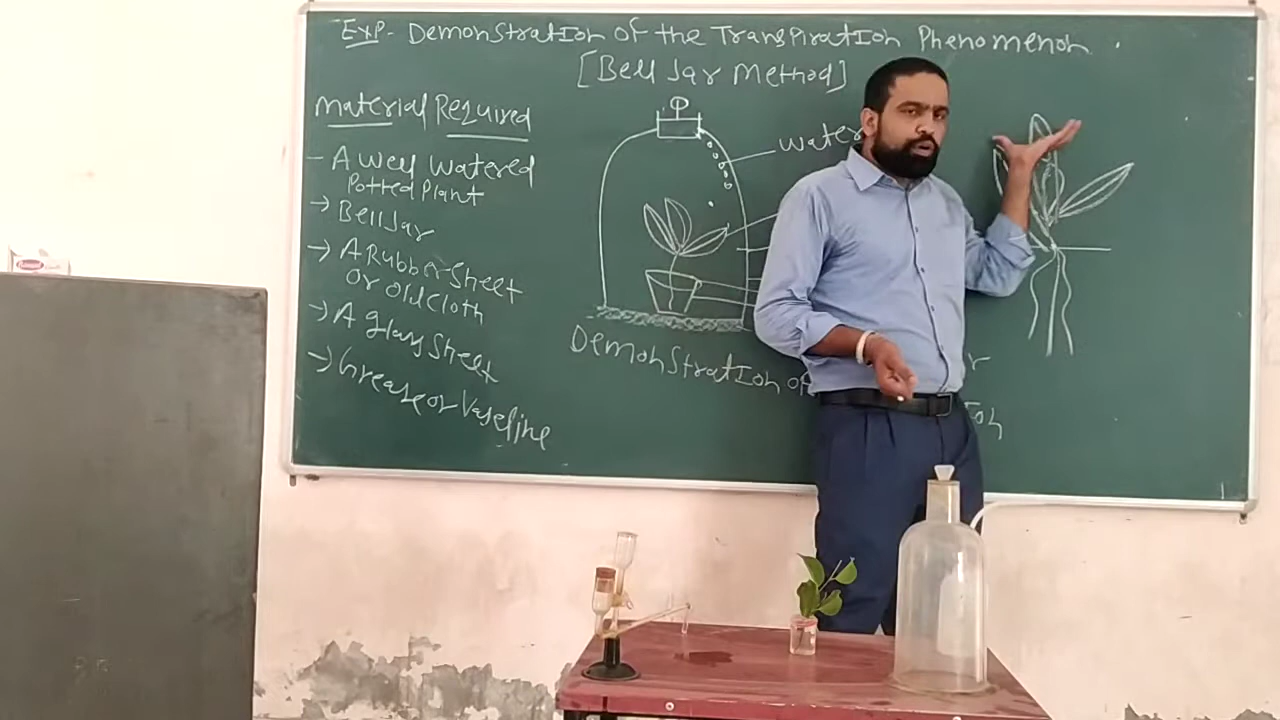 Exp- Demonstration of the Transpiration Phenomenon
[Bell Jar Method]
Material Required
- A well watered
Potted Plant
→ Bell Jar
→ A Rubber Sheet
or old cloth
→ A glass Sheet
→ Grease or Vaseline
Water
Demonstration of